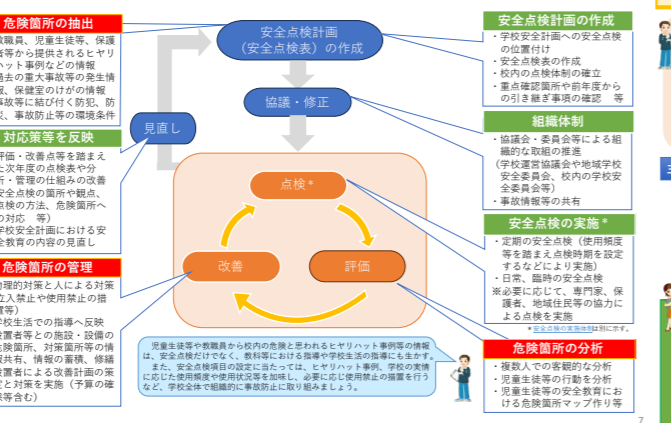 危険箇所の抽出
教職員、児童生徒等、保護
者等から提供されるヒヤリ
ハット事例などの情報
過去の重大事故等の発生情
報、保健室のけがの情報
事故等に結び付く防犯、防
災、事故防止等の環境条件
対応策等を反映
評価・改善点等を踏まえ
た次年度の点検表や分
析・管理の仕組みの改善
安全点検の箇所や観点、
点検の方法、危険箇所へ
の対応 等）
学校安全計画における安
全教育の内容の見直し
危険箇所の管理
物理的対策と人による対策
立入禁止や使用禁止の措
置等）
学校生活での指導へ反映
設置者等との施設・設備の
危険箇所、対策箇所等の情
報共有、情報の蓄積、修繕
設置者による改善計画の策
定と対策を実施（予算の確
保等含む）
安全点検計画
（安全点検表）の作成
協議・修正
見直し
点検*
評価
改善
児童生徒等や教職員から校内の危険と思われるヒヤリハット事例等の情報
は、安全点検だけでなく、教科等における指導や学校生活の指導にも生かす。
また、安全点検項目の設定に当たっては、ヒヤリハット事例、学校の実情
に応じた使用頻度や使用状況等を加味し、必要に応じ使用禁止の措置を行う
など、学校全体で組織的に事故防止に取り組みましょう。
安全点検計画の作成
・学校安全計画への安全点検
の位置付け
・安全点検表の作成
・校内の点検体制の確立
・重点確認箇所や前年度から
の引き継ぎ事項の確認 等
組織体制
・協議会・委員会等による組
織的な取組の推進
（学校運営協議会や地域学校
安全委員会、校内の学校安
全委員会等）
・事故情報等の共有
安全点検の実施*
・定期の安全点検（使用頻度
等を踏まえ点検時期を設定
するなどにより実施）
・日常、臨時の安全点検
※必要に応じて、専門家、保
護者、地域住民等の協力に
よる点検を実施
*安全点検の実施体制は別に示す。
危険箇所の分析
・複数人での客観的な分析
・児童生徒等の行動を分析
・児童生徒等の安全教育にお
ける危険箇所マップ作り等
7